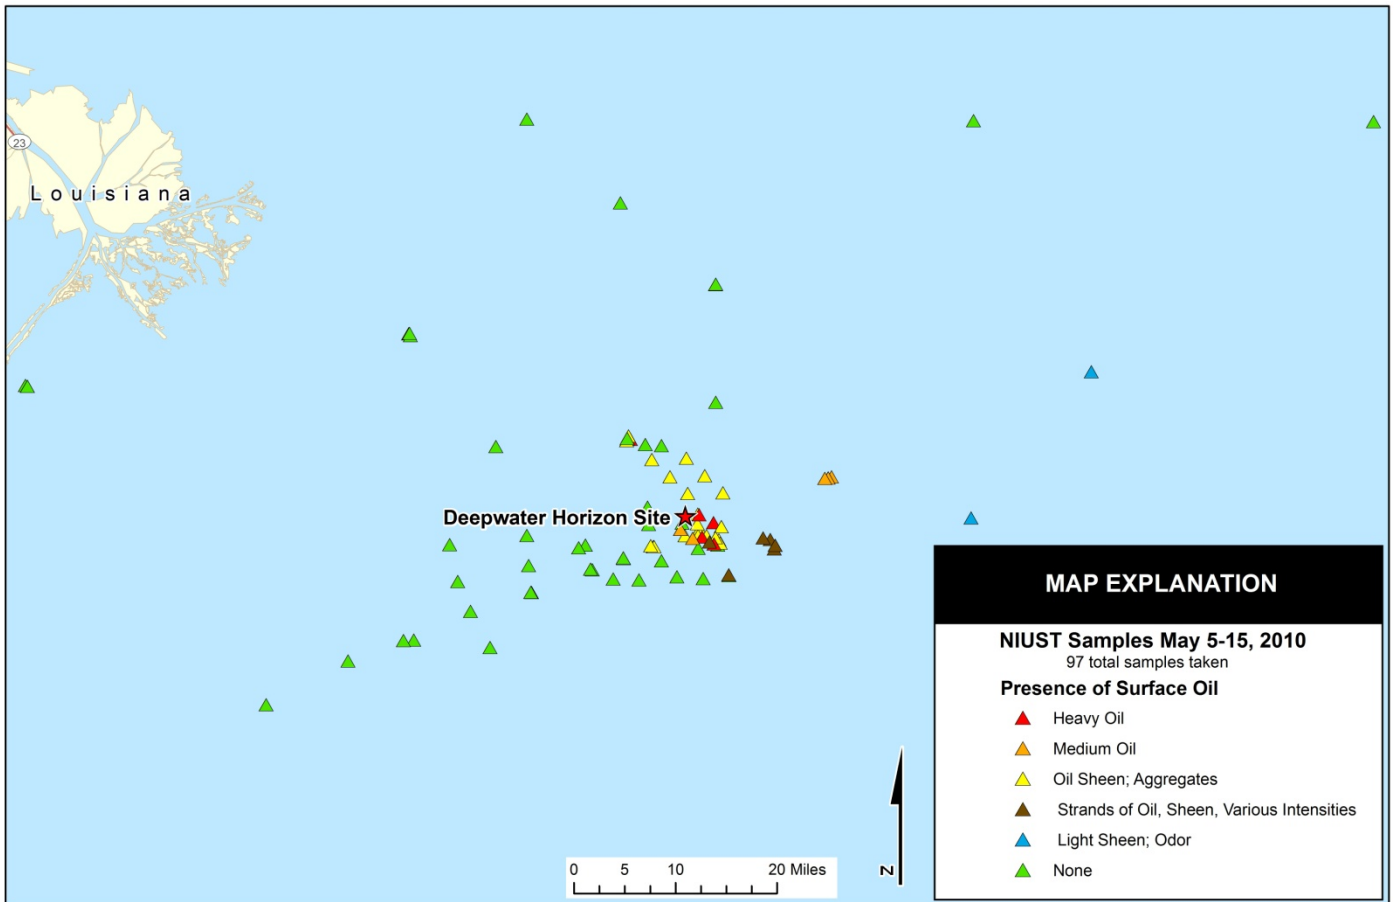 23
Louisiana
Deepwater Horizon Site
MAP EXPLANATION
NIUST Samples May 5-15, 2010
97 total samples taken
Presence of Surface Oil
Heavy Oil
Medium Oil
Oil Sheen; Aggregates
Strands of Oil, Sheen, Various Intensities
Light Sheen; Odor
None
0 5 10 20 Miles
N